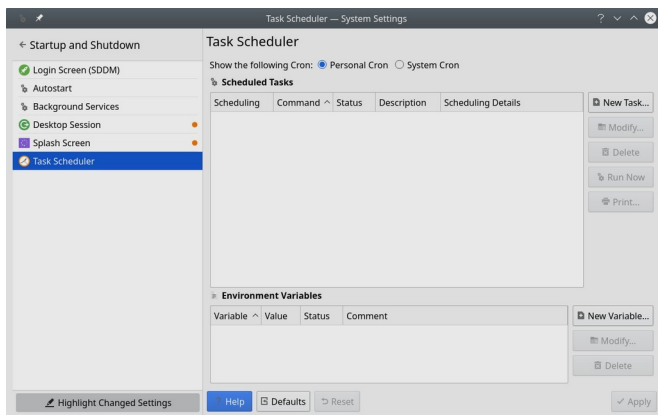 Task Scheduler — System Settings
Startup and Shutdown
Login Screen (SDDM)
Autostart
Background Services
Desktop Session
Splash Screen
Task Scheduler
Highlight Changed Settings
Task Scheduler
Show the following Cron: Personal Cron System Cron
Scheduled Tasks
Scheduling Command Status Description Scheduling Details
New Task...
Modify...
Delete
Run Now
Print...
Environment Variables
Variable Value Status Comment
New Variable...
Modify...
Delete
Help Defaults Reset Apply